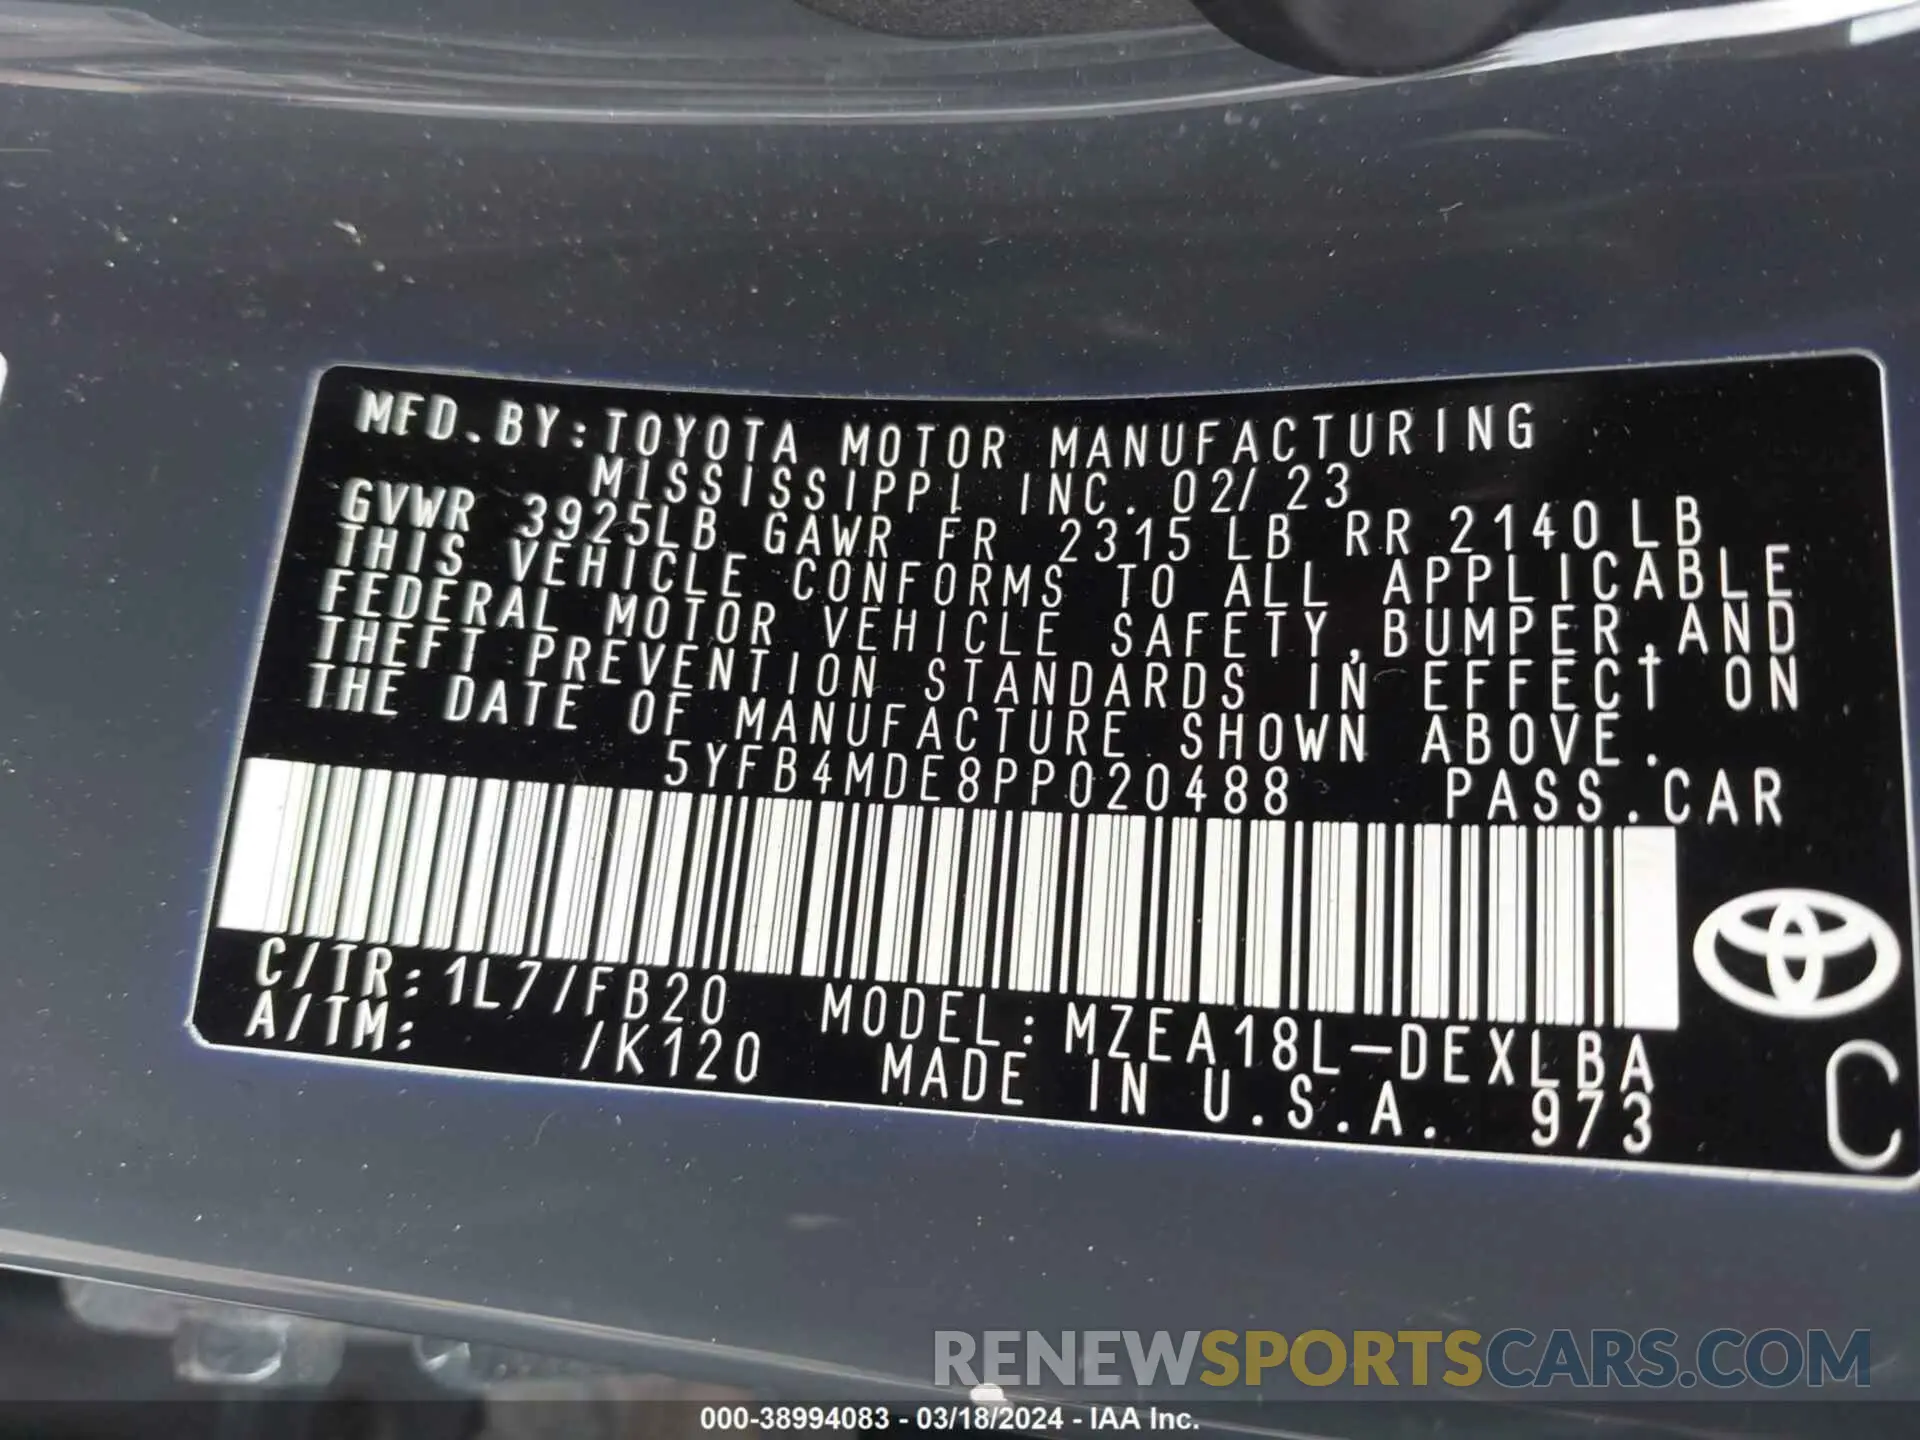 MFD.BY:TOYOTA MOTOR MANUFACTURING
MISSISSIPPI INC. 02/23
GVWR 3925LB GAWR FR 2315LB RR 2140LB
THIS VEHICLE CONFORMS TO ALL APPLICABLE
FEDERAL MOTOR VEHICLE SAFETY,BUMPER,AND
THEFT PREVENTION STANDARDS IN EFFECT ON
THE DATE OF MANUFACTURE SHOWN ABOVE.
5YFB4MDE8PP020488 PASS.CAR
C/TR:1L7/FB20 MODEL:MZEA18L-DEXLBA
A/TM: /K120 MADE IN U.S.A. 973
C
RENEWSPORTSCARS.COM
000-38994083 - 03/18/2024 - IAA Inc.